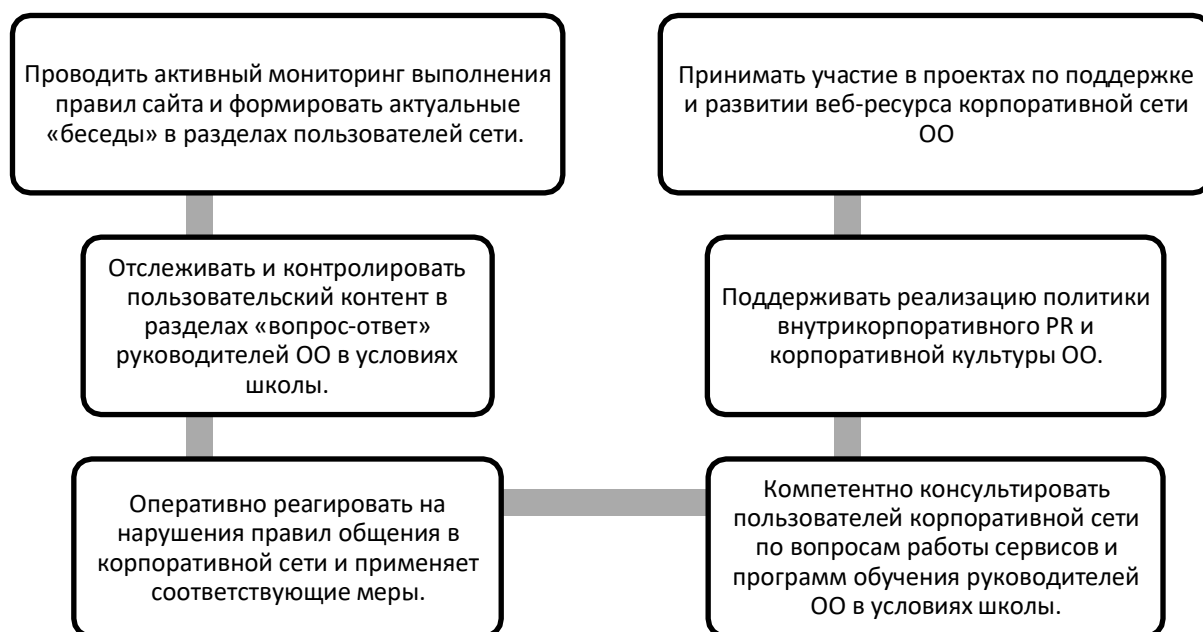 Проводить активный мониторинг выполнения
правил сайта и формировать актуальные
«беседы» в разделах пользователей сети.
Отслеживать и контролировать
пользовательский контент в
разделах «вопрос-ответ»
руководителей ОО в условиях
школы.
Оперативно реагировать на
нарушения правил общения в
корпоративной сети и применяет
соответствующие меры.
Компетентно консультировать
пользователей корпоративной сети
по вопросам работы сервисов и
программ обучения руководителей
ОО в условиях школы.
Поддерживать реализацию политики
внутрикорпоративного PR и
корпоративной культуры ОО.
Принимать участие в проектах по поддержке
и развитии веб-ресурса корпоративной сети
ОО